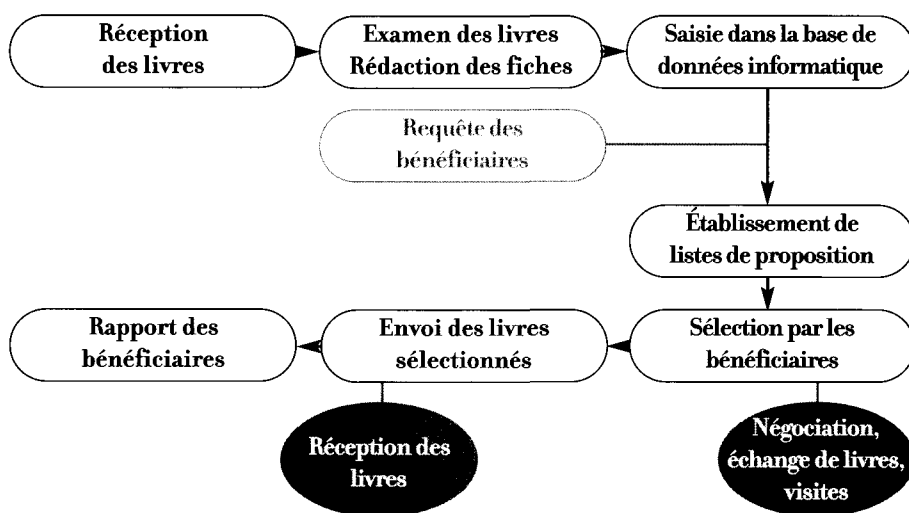 Réception
des livres
Examen des livres
Rédaction des fiches
Saisie dans la base de
données informatique
Requête des
bénéficiaires
Établissement de
listes de proposition
Rapport des
bénéficiaires
Envoi des livres
sélectionnés
Sélection par les
bénéficiaires
Réception des
livres
Négociation,
échange de livres,
visites